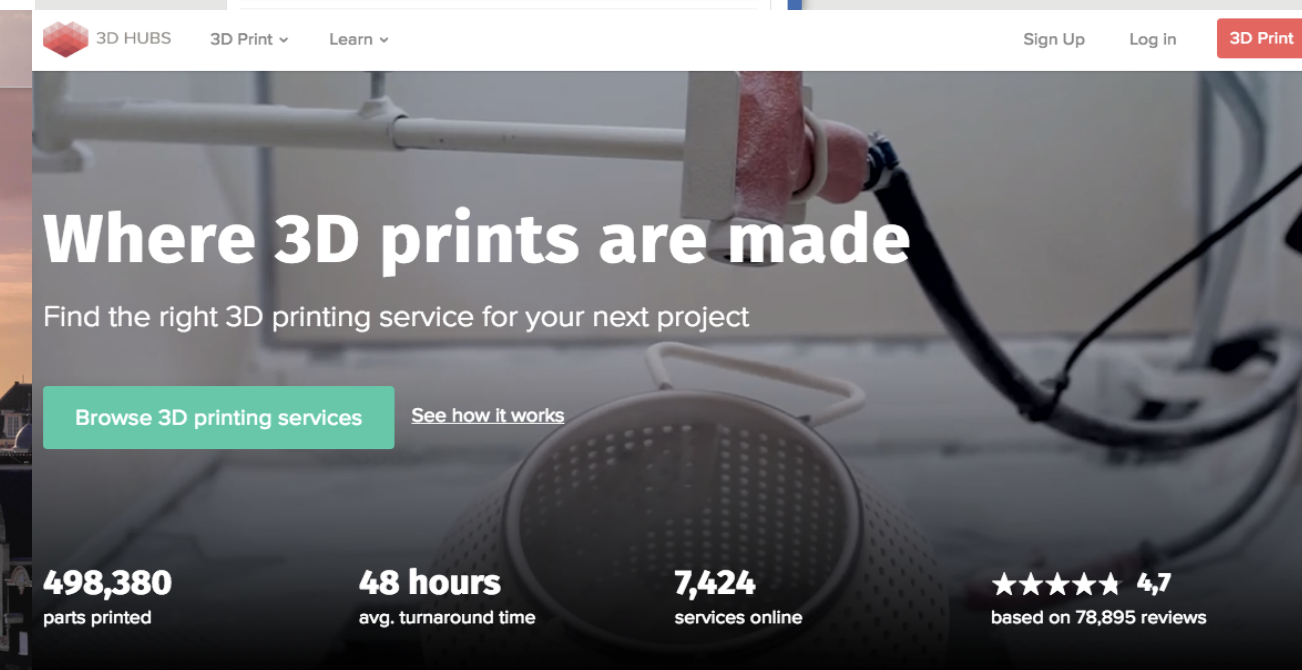 3D HUBS
3D Print
Learn
Sign Up
Log in
3D Print
Where 3D prints are made
Find the right 3D printing service for your next project
Browse 3D printing services
See how it works
498,380
parts printed
48 hours
avg. turnaround time
7,424
services online
4,7
based on 78,895 reviews